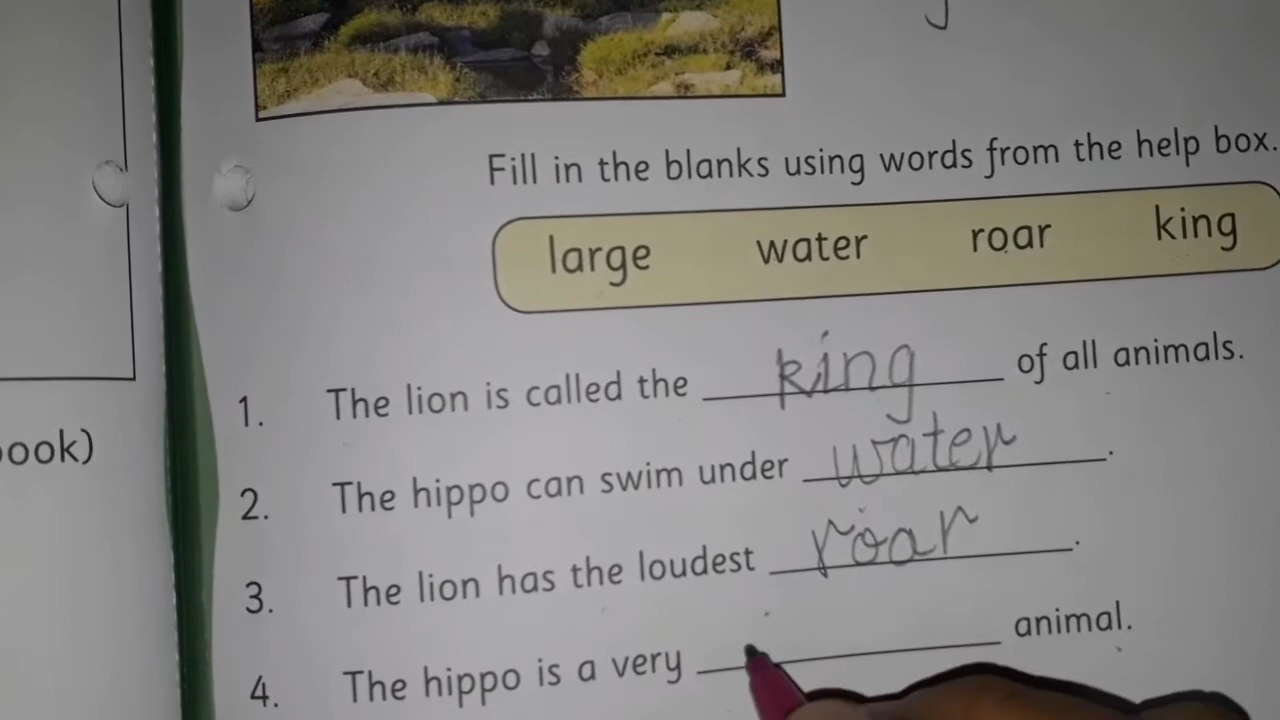 Fill in the blanks using words from the help box.
large water roar king
1. The lion is called the king of all animals.
ook)
2. The hippo can swim under water.
3. The lion has the loudest roar.
4. The hippo is a very ______ animal.